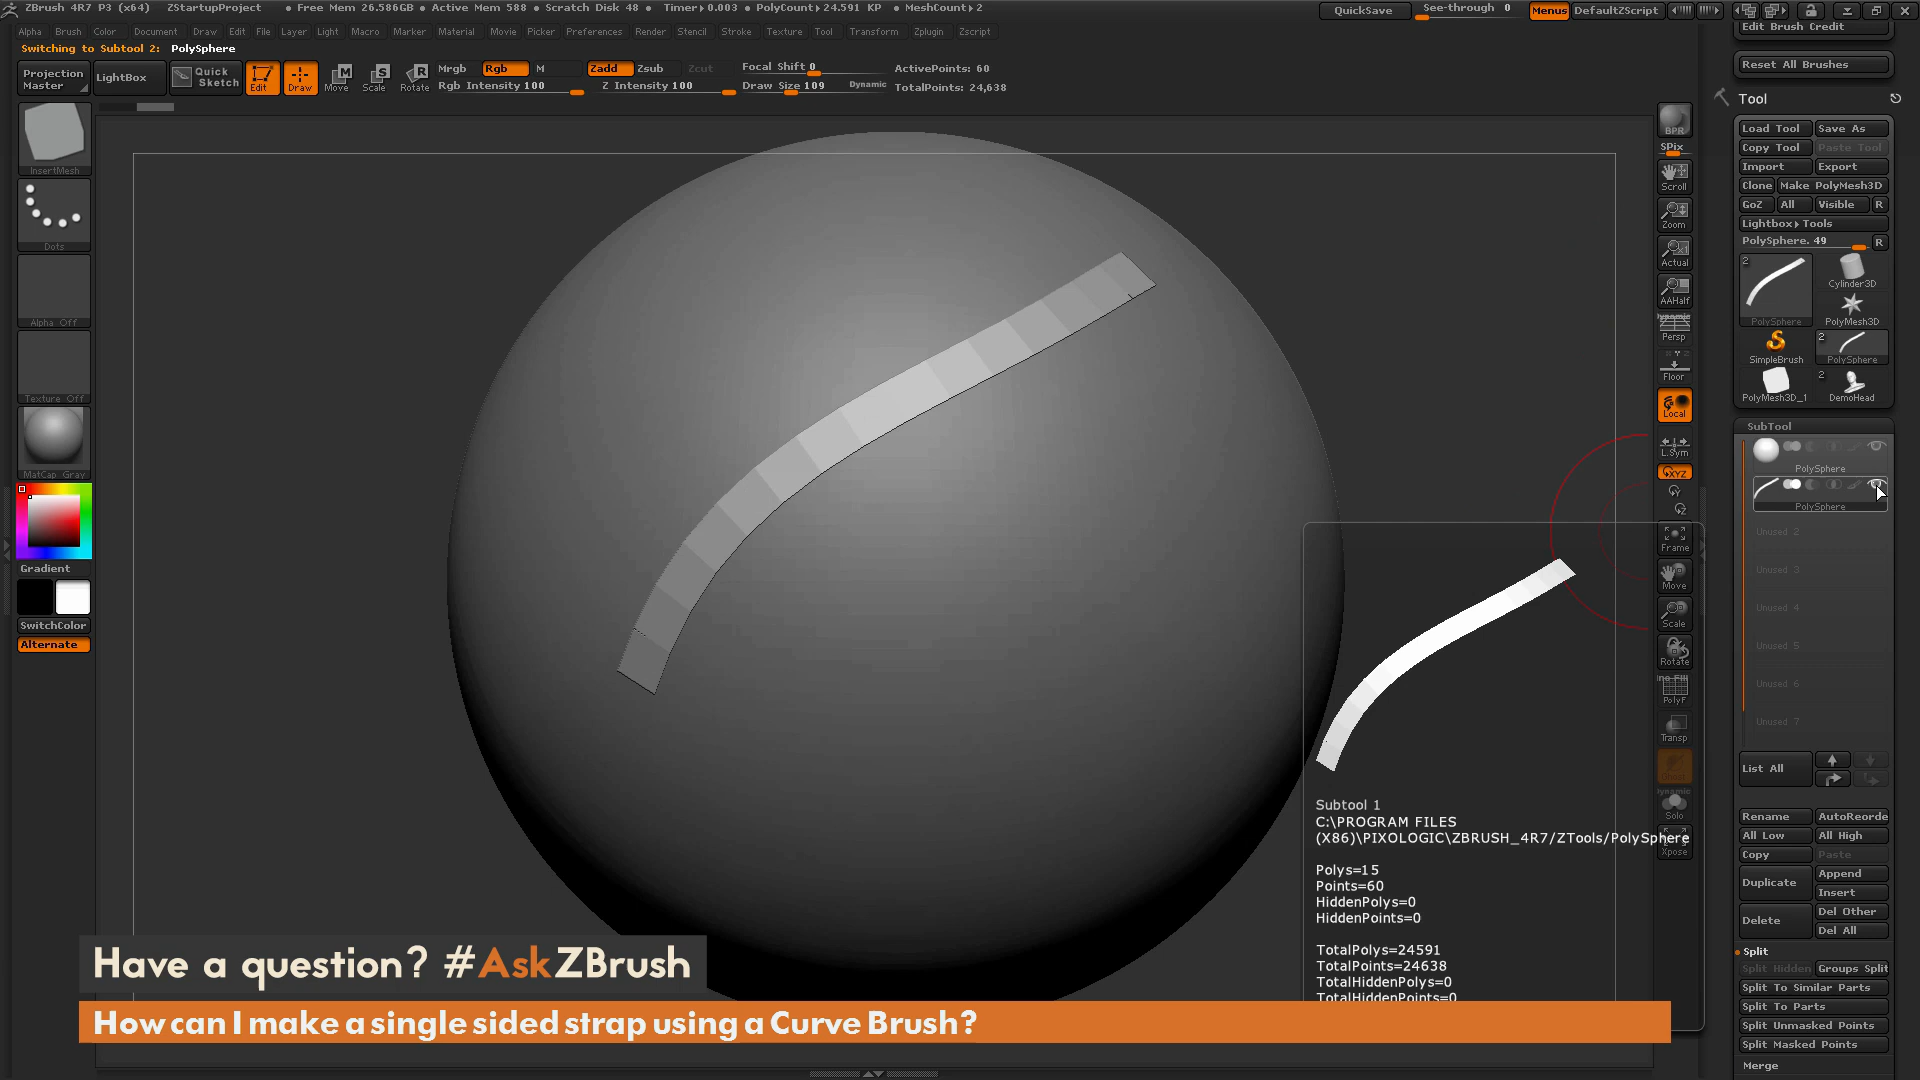 ZBrush 4R7 P3 (x64) ZStartupProject • Free Mem 26.586GB • Active Mem 588 • Scratch Disk 48 • Timer▸0.003 • PolyCount▸24.591 KP • MeshCount▸2
QuickSave See-through 0 Menus DefaultZScript
Alpha Brush Color Document Draw Edit File Layer Light Macro Marker Material Movie Picker Preferences Render Stencil Stroke Texture Tool Transform Zplugin Zscript
Switching to Subtool 2: PolySphere
Projection Master
LightBox
Quick Sketch
Edit
Draw
Move
Scale
Rotate
Mrgb Rgb M
Rgb Intensity 100
Zadd Zsub Zcut
Z Intensity 100
Focal Shift 0
Draw Size 109 Dynamic
ActivePoints: 60
TotalPoints: 24,638
InsertMesh
Dots
Alpha Off
Texture Off
MatCap Gray
Gradient
SwitchColor
Alternate
BPR
SPix
Scroll
Zoom
Actual
AAHalf
Dynamic
Persp
Floor
Local
L.Sym
XYZ
Frame
Move
Scale
Rotate
PolyF
Transp
Dynamic
Solo
Xpose
Edit Brush Credit
Reset All Brushes
Tool
Load Tool Save As
Copy Tool Paste Tool
Import Export
Clone Make PolyMesh3D
GoZ All Visible R
Lightbox▸Tools
PolySphere. 49 R
2
PolySphere
Cylinder3D
PolyMesh3D
SimpleBrush
2
PolySphere
PolyMesh3D_1
2
DemoHead
SubTool
PolySphere
PolySphere
Unused 2
Unused 3
Unused 4
Unused 5
Unused 6
Unused 7
List All
Rename AutoReorde
All Low All High
Copy Paste
Duplicate Append
Insert
Delete Del Other
Del All
Split
Split Hidden Groups Split
Split To Similar Parts
Split To Parts
Split Unmasked Points
Split Masked Points
Merge
Subtool 1
C:\PROGRAM FILES
(X86)\PIXOLOGIC\ZBRUSH_4R7/ZTools/PolySphere
Polys=15
Points=60
HiddenPolys=0
HiddenPoints=0
TotalPolys=24591
TotalPoints=24638
TotalHiddenPolys=0
TotalHiddenPoints=0
Have a question? #AskZBrush
How can I make a single sided strap using a Curve Brush?